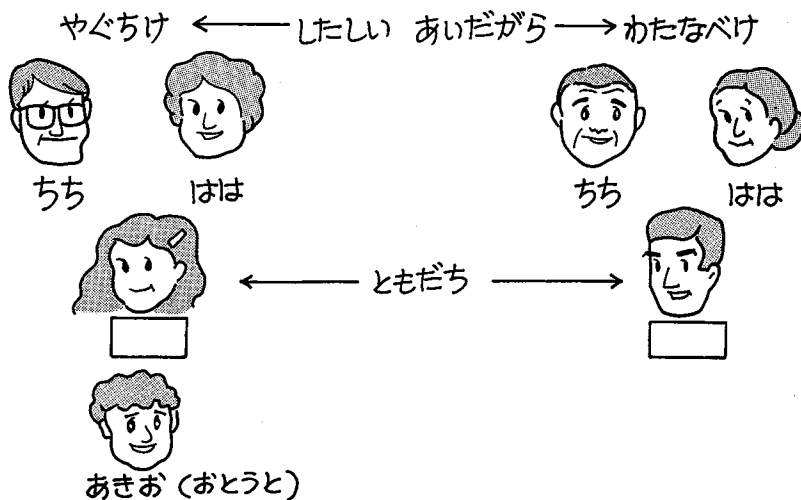 やぐちけ ← したしい あいだがら → わたなべけ
ちち はは ちち はは
← ともだち →
あきお (おとうと)